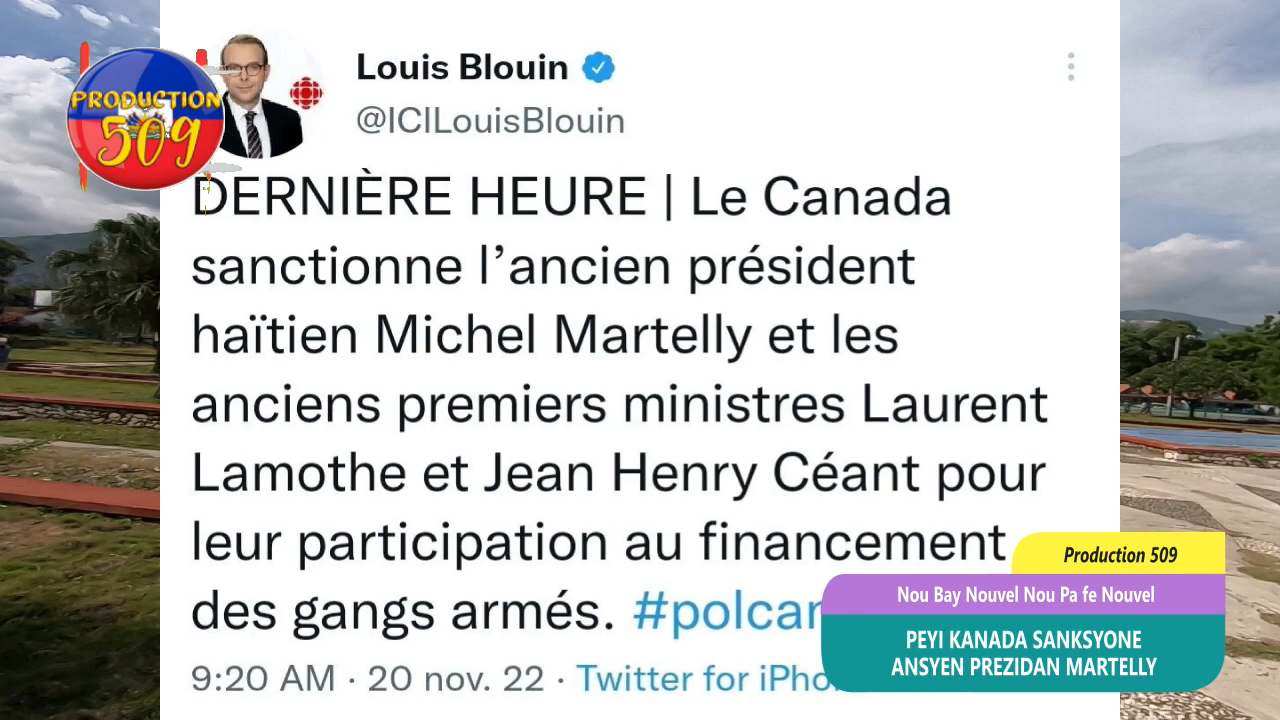 PRODUCTION
509
Louis Blouin
@ICILouisBlouin
DERNIÈRE HEURE | Le Canada
sanctionne l’ancien président
haïtien Michel Martelly et les
anciens premiers ministres Laurent
Lamothe et Jean Henry Céant pour
leur participation au financement
des gangs armés. #polcan
9:20 AM · 20 nov. 22 · Twitter for iPho
Production 509
Nou Bay Nouvel Nou Pa fe Nouvel
PEYI KANADA SANKSYONE
ANSYEN PREZIDAN MARTELLY